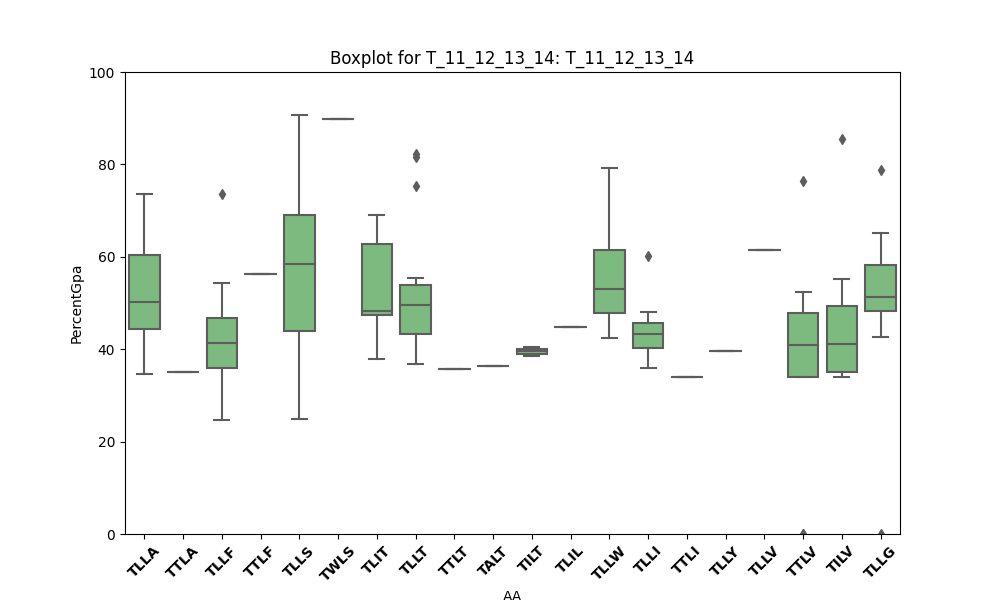 Boxplot for T_11_12_13_14: T_11_12_13_14
100
80
60
40
20
0
PercentGpa
TLLA TTLA TLLF TTLF TLLS TWLS TLIT TLLT TTLT TALT TILT TLIL TLLW TLLI TTLI TLLY TLLV TTLV TILV TLLG
AA